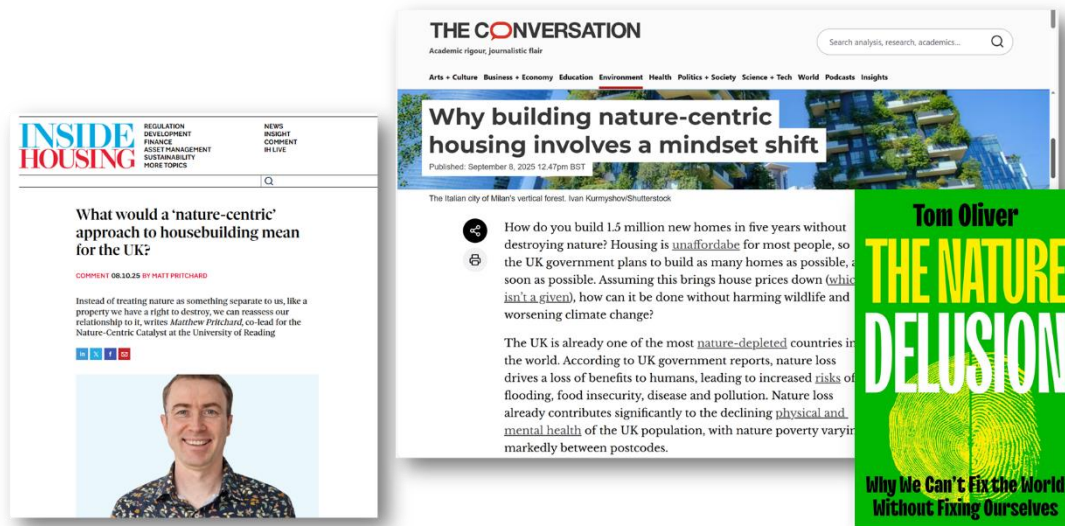 INSIDE
HOUSING
REGULATION
DEVELOPMENT
FINANCE
ASSET MANAGEMENT
SUSTAINABILITY
MORE TOPICS
NEWS
INSIGHT
COMMENT
IH LIVE
What would a ‘nature-centric’
approach to housebuilding mean
for the UK?
COMMENT 08.10.25 BY MATT PRITCHARD
Instead of treating nature as something separate to us, like a
property we have a right to destroy, we can reassess our
relationship to it, writes Matthew Pritchard, co-lead for the
Nature-Centric Catalyst at the University of Reading
THE CONVERSATION
Academic rigour, journalistic flair
Search analysis, research, academics...
Arts + Culture Business + Economy Education Environment Health Politics + Society Science + Tech World Podcasts Insights
Why building nature-centric
housing involves a mindset shift
Published: September 8, 2025 12.47pm BST
The Italian city of Milan's vertical forest. Ivan Kurmyshov/Shutterstock
How do you build 1.5 million new homes in five years without
destroying nature? Housing is unaffordabe for most people, so
the UK government plans to build as many homes as possible, a
soon as possible. Assuming this brings house prices down (whic
isn't a given), how can it be done without harming wildlife and
worsening climate change?
The UK is already one of the most nature-depleted countries in
the world. According to UK government reports, nature loss
drives a loss of benefits to humans, leading to increased risks of
flooding, food insecurity, disease and pollution. Nature loss
already contributes significantly to the declining physical and
mental health of the UK population, with nature poverty varyin
markedly between postcodes.
Tom Oliver
THE NATURE
DELUSION
Why We Can't Fix the World
Without Fixing Ourselves